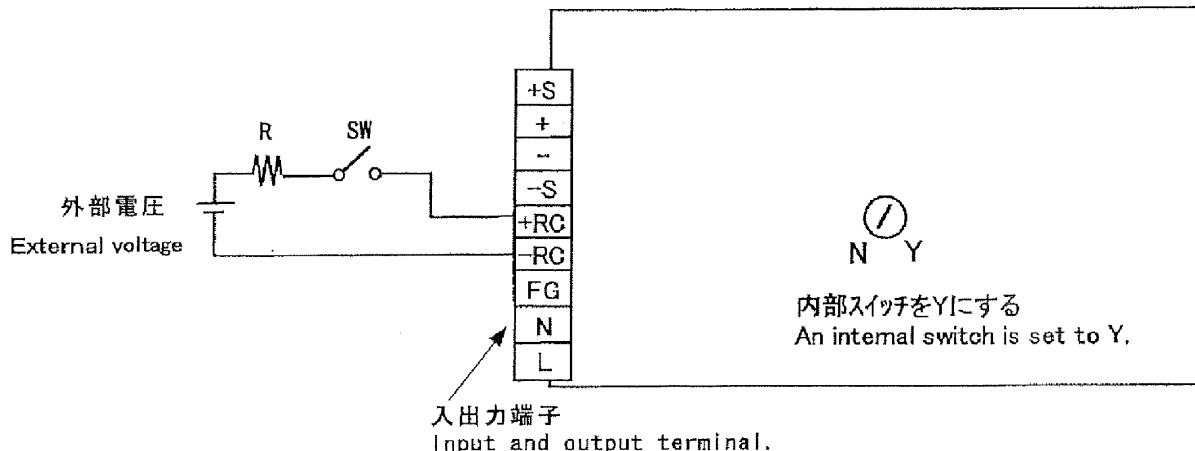 +S
+
-
-S
+RC
-RC
FG
N
L
R
SW
外部電圧
External voltage
N
Y
内部スイッチをYにする
An internal switch is set to Y.
入出力端子
Input and output terminal.